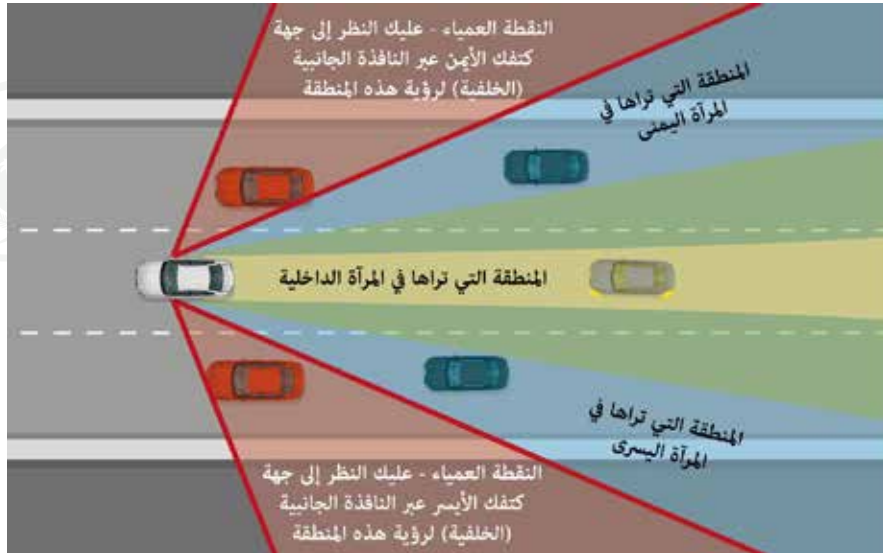 النقطة العمياء - عليك النظر إلى جهة
كتفك الأيمن عبر النافذة الجانبية
(الخلفية) لرؤية هذه المنطقة
المنطقة التي تراها في
المرآة اليمنى
المنطقة التي تراها في المرآة الداخلية
المنطقة التي تراها في
المرآة اليسرى
النقطة العمياء - عليك النظر إلى جهة
كتفك الأيسر عبر النافذة الجانبية
(الخلفية) لرؤية هذه المنطقة